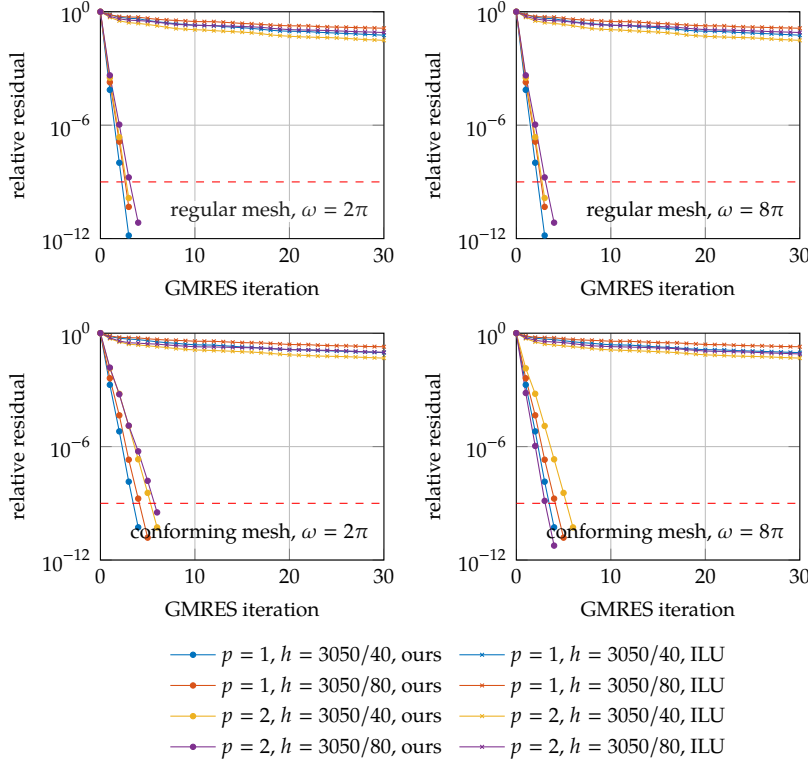 10^0
10^−6
10^−12
relative residual
regular mesh, ω = 2π
0 10 20 30
GMRES iteration
10^0
10^−6
10^−12
relative residual
regular mesh, ω = 8π
0 10 20 30
GMRES iteration
10^0
10^−6
10^−12
relative residual
conforming mesh, ω = 2π
0 10 20 30
GMRES iteration
10^0
10^−6
10^−12
relative residual
conforming mesh, ω = 8π
0 10 20 30
GMRES iteration
p = 1, h = 3050/40, ours p = 1, h = 3050/40, ILU
p = 1, h = 3050/80, ours p = 1, h = 3050/80, ILU
p = 2, h = 3050/40, ours p = 2, h = 3050/40, ILU
p = 2, h = 3050/80, ours p = 2, h = 3050/80, ILU